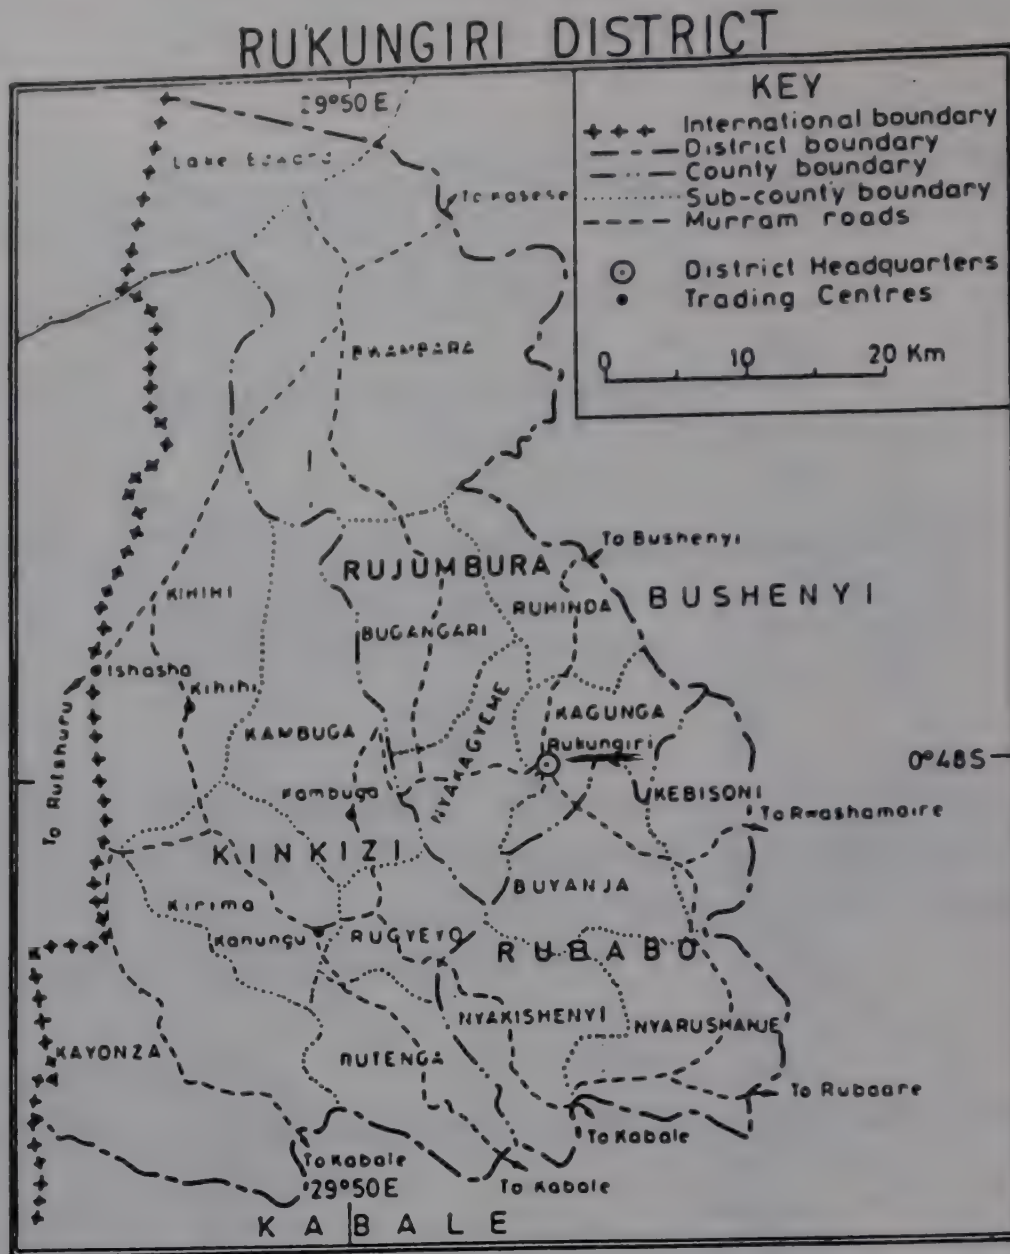 RUKUNGIRI DISTRICT
29°50 E
KEY
International boundary
District boundary
County boundary
Sub-county boundary
Murram roads
District Headquarters
Trading Centres
0 10 20 Km
Lake
To Kasese
BWAMBARA
To Bushenyi
RUJUMBURA
BUSHENYI
KIHIHI
RUHINDA
BUGANGARI
Ishasha
Kihihi
NYAKAGYEME
KAGUNGA
KAMBUGA
Rukungiri
0°48S
To Rutshuru
Kambuga
KEBISONI
To Rwashamaire
KINKIZI
BUYANJA
Kirima
Kanungu
RUGYEYO
RUBABO
NYAKISHENYI
NYARUSHANJE
KAYONZA
RUTENGA
To Rubaare
To Kabale
To Kabale
To Kabale
29°50E
KABALE